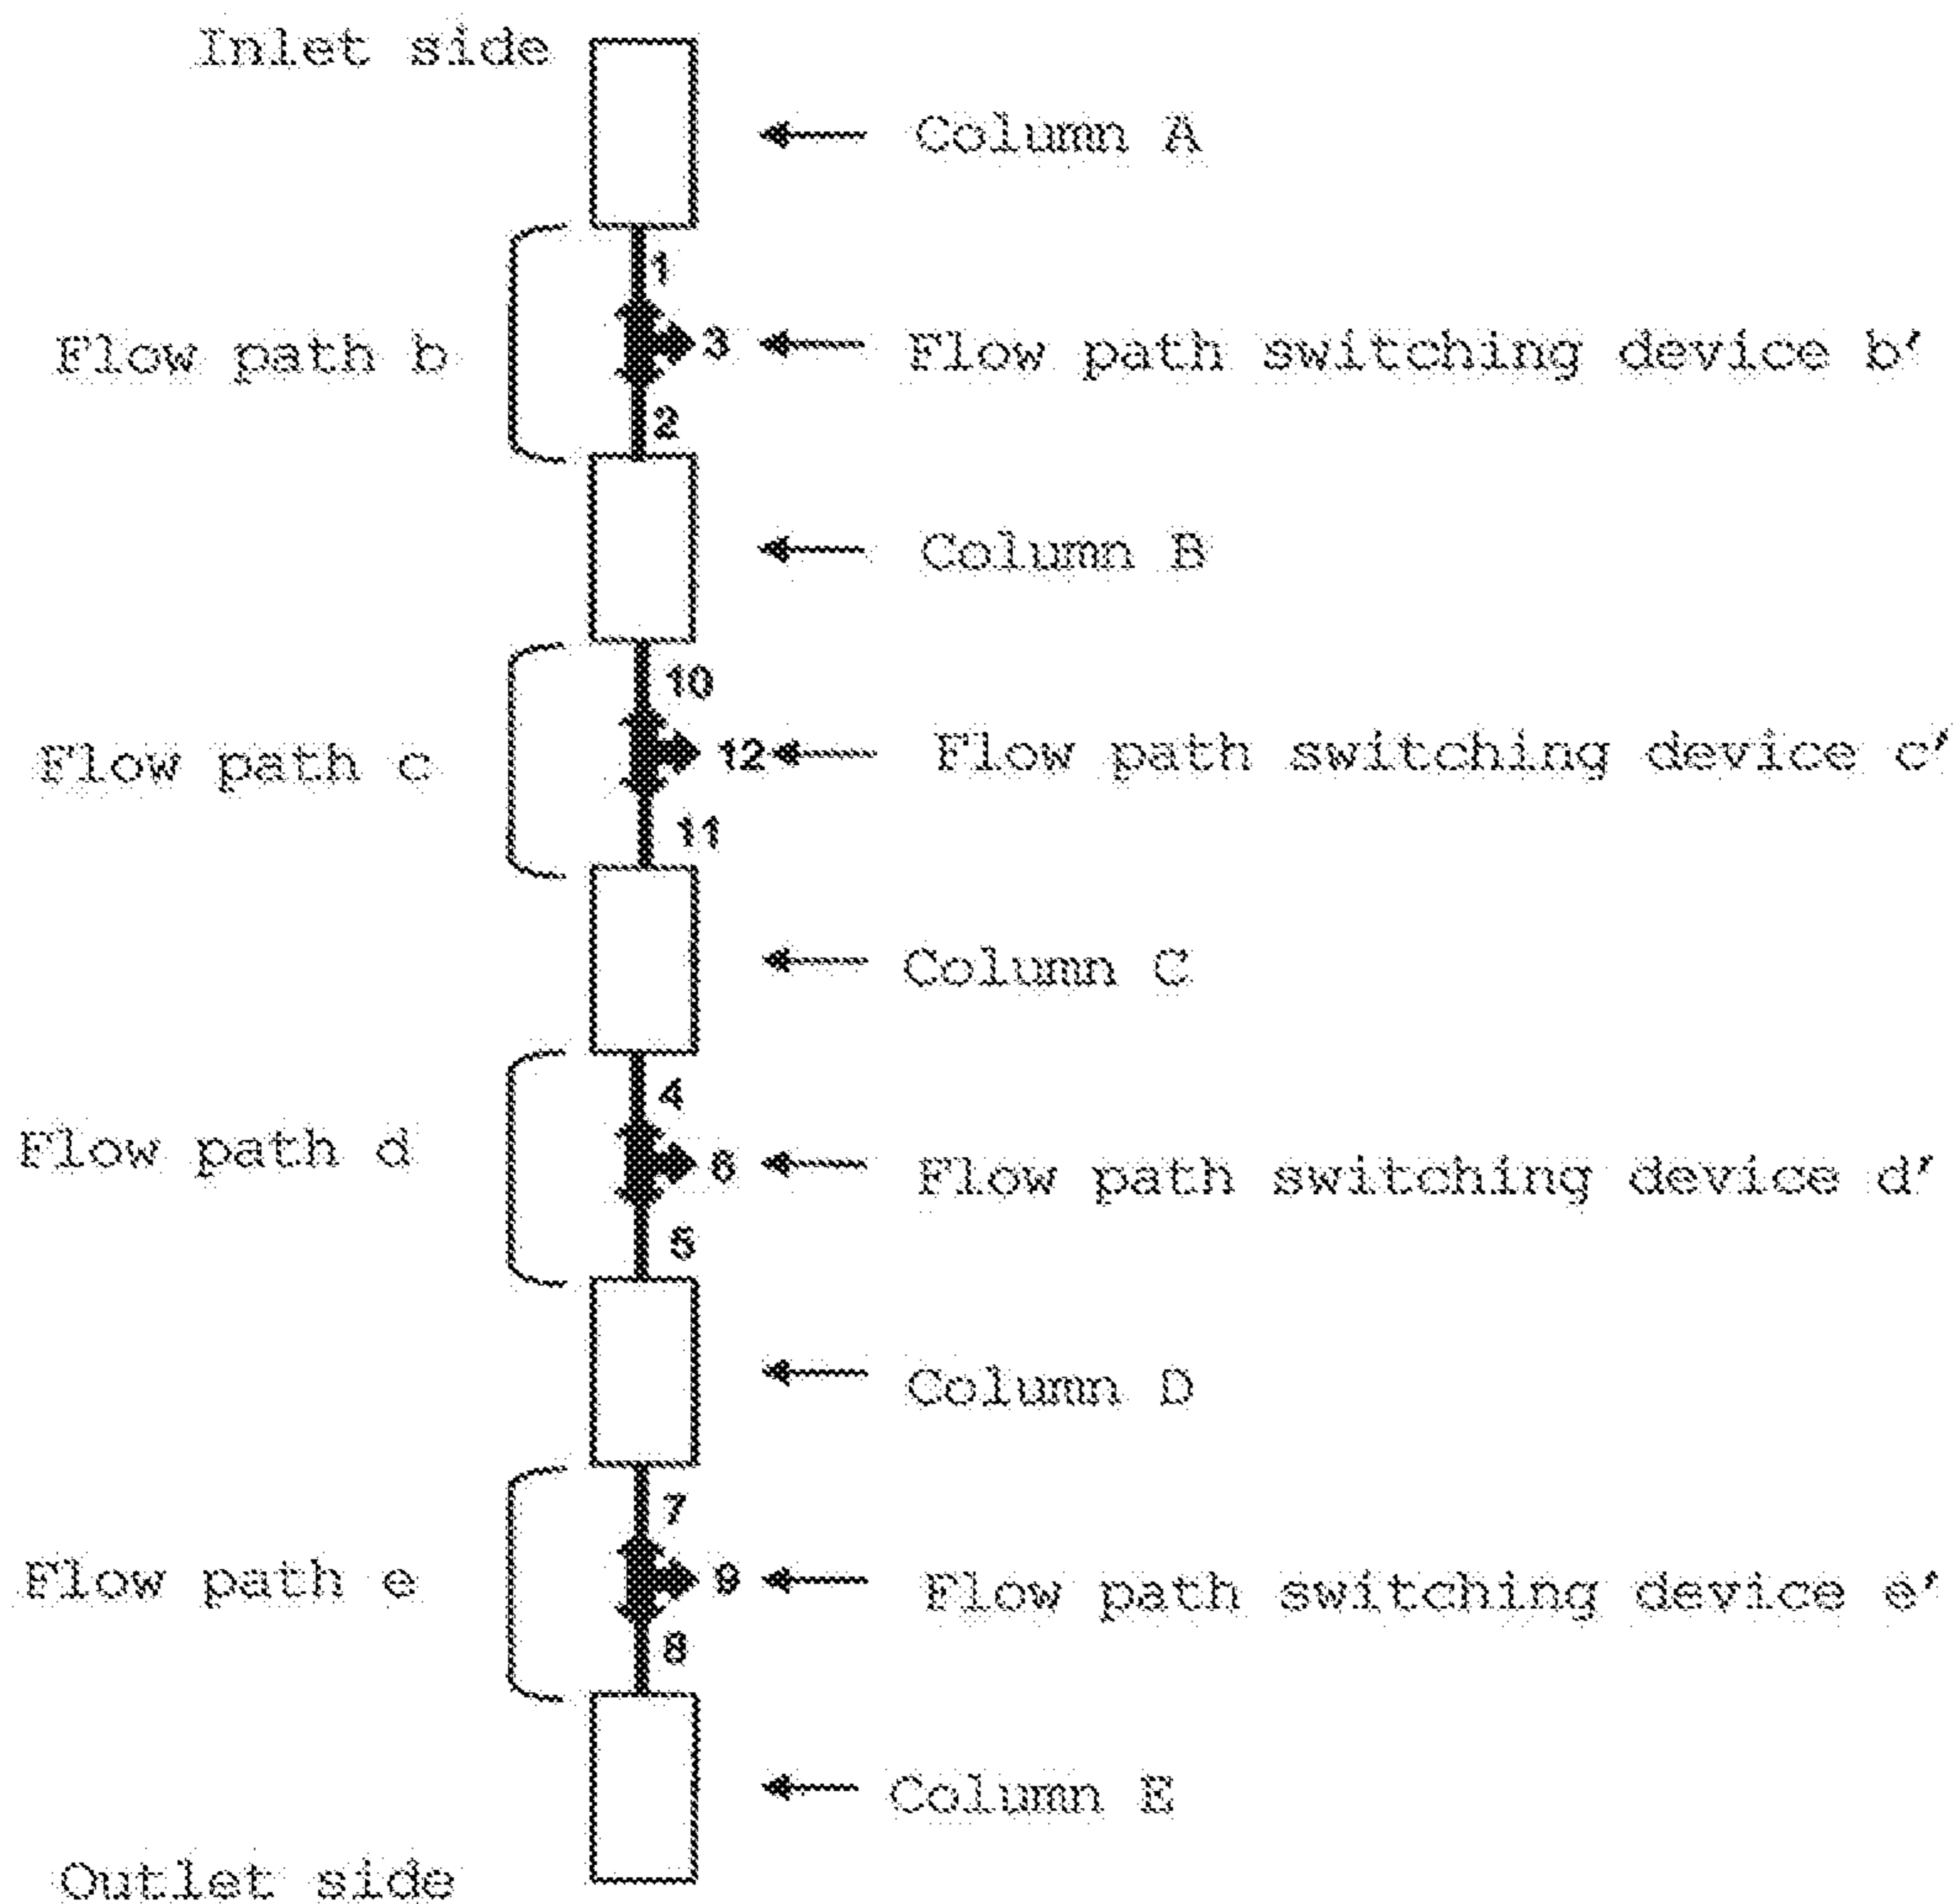 Inlet side
Column A
1
Flow path b
3
Flow path switching device b'
2
Column B
10
Flow path c
12
Flow path switching device c'
11
Column C
4
Flow path d
6
Flow path switching device d'
5
Column D
7
Flow path e
9
Flow path switching device e'
8
Column E
Outlet side